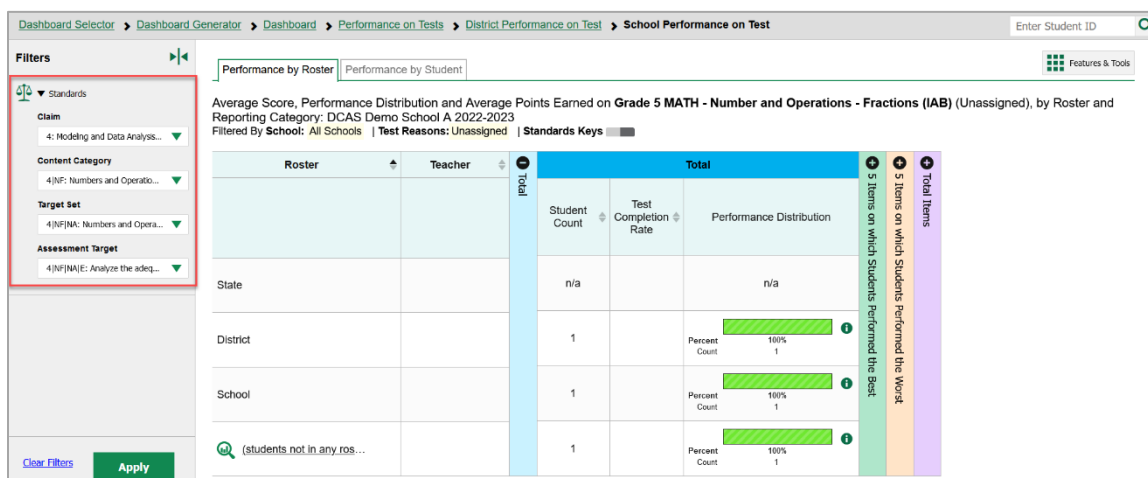 Dashboard Selector > Dashboard Generator > Dashboard > Performance on Tests > District Performance on Test > School Performance on Test
Enter Student ID
Filters
Features & Tools
Performance by Roster
Performance by Student
Standards
Claim
4: Modeling and Data Analysis...
Content Category
4|NF: Numbers and Operatio...
Target Set
4|NF|NA: Numbers and Opera...
Assessment Target
4|NF|NA|E: Analyze the adeq...
Clear Filters
Apply
Average Score, Performance Distribution and Average Points Earned on Grade 5 MATH - Number and Operations - Fractions (IAB) (Unassigned), by Roster and
Reporting Category: DCAS Demo School A 2022-2023
Filtered By School: All Schools | Test Reasons: Unassigned | Standards Keys
Roster
Teacher
Total
Total
Student
Count
Test
Completion
Rate
Performance Distribution
5 Items on which Students Performed the Best
5 Items on which Students Performed the Worst
Total Items
State
n/a
n/a
District
1
Percent 100%
Count 1
School
1
Percent 100%
Count 1
(students not in any ros...
1
Percent 100%
Count 1